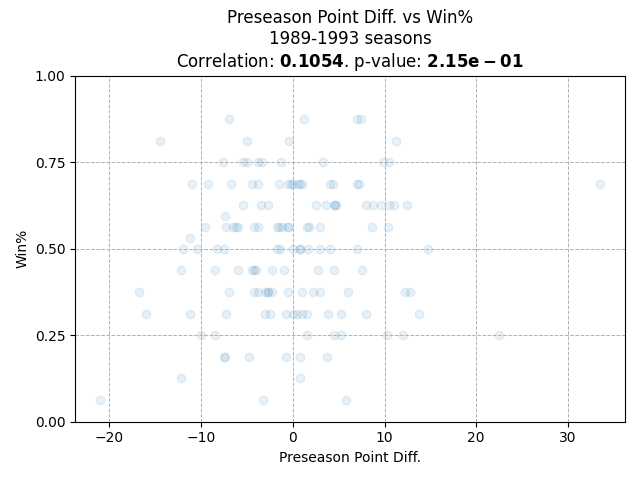 Preseason Point Diff. vs Win%
1989-1993 seasons
Correlation: 0.1054. p-value: 2.15e − 01
1.00
0.75
0.50
0.25
0.00
Win%
−20 −10 0 10 20 30
Preseason Point Diff.